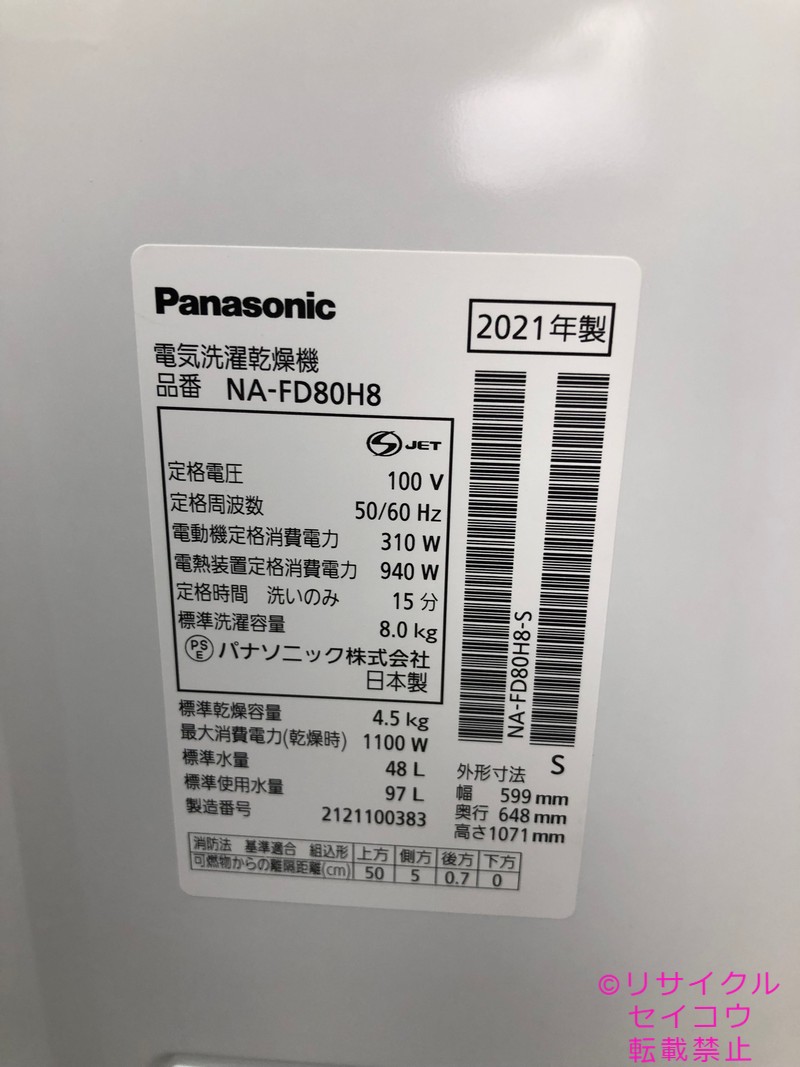 Panasonic
2021年製
電気洗濯乾燥機
品番 NA-FD80H8
S JET
定格電圧 100 V
定格周波数 50/60 Hz
電動機定格消費電力 310 W
電熱装置定格消費電力 940 W
定格時間 洗いのみ 15 分
標準洗濯容量 8.0 kg
PSE パナソニック株式会社
日本製
標準乾燥容量 4.5 kg
最大消費電力(乾燥時) 1100 W
標準水量 48 L
標準使用水量 97 L
製造番号 2121100383
NA-FD80H8-S
S
外形寸法
幅 599 mm
奥行 648 mm
高さ1071 mm
消防法 基準適合 組込形 上方 側方 後方 下方
可燃物からの離隔距離(cm) 50 5 0.7 0
©リサイクル
セイコウ
転載禁止